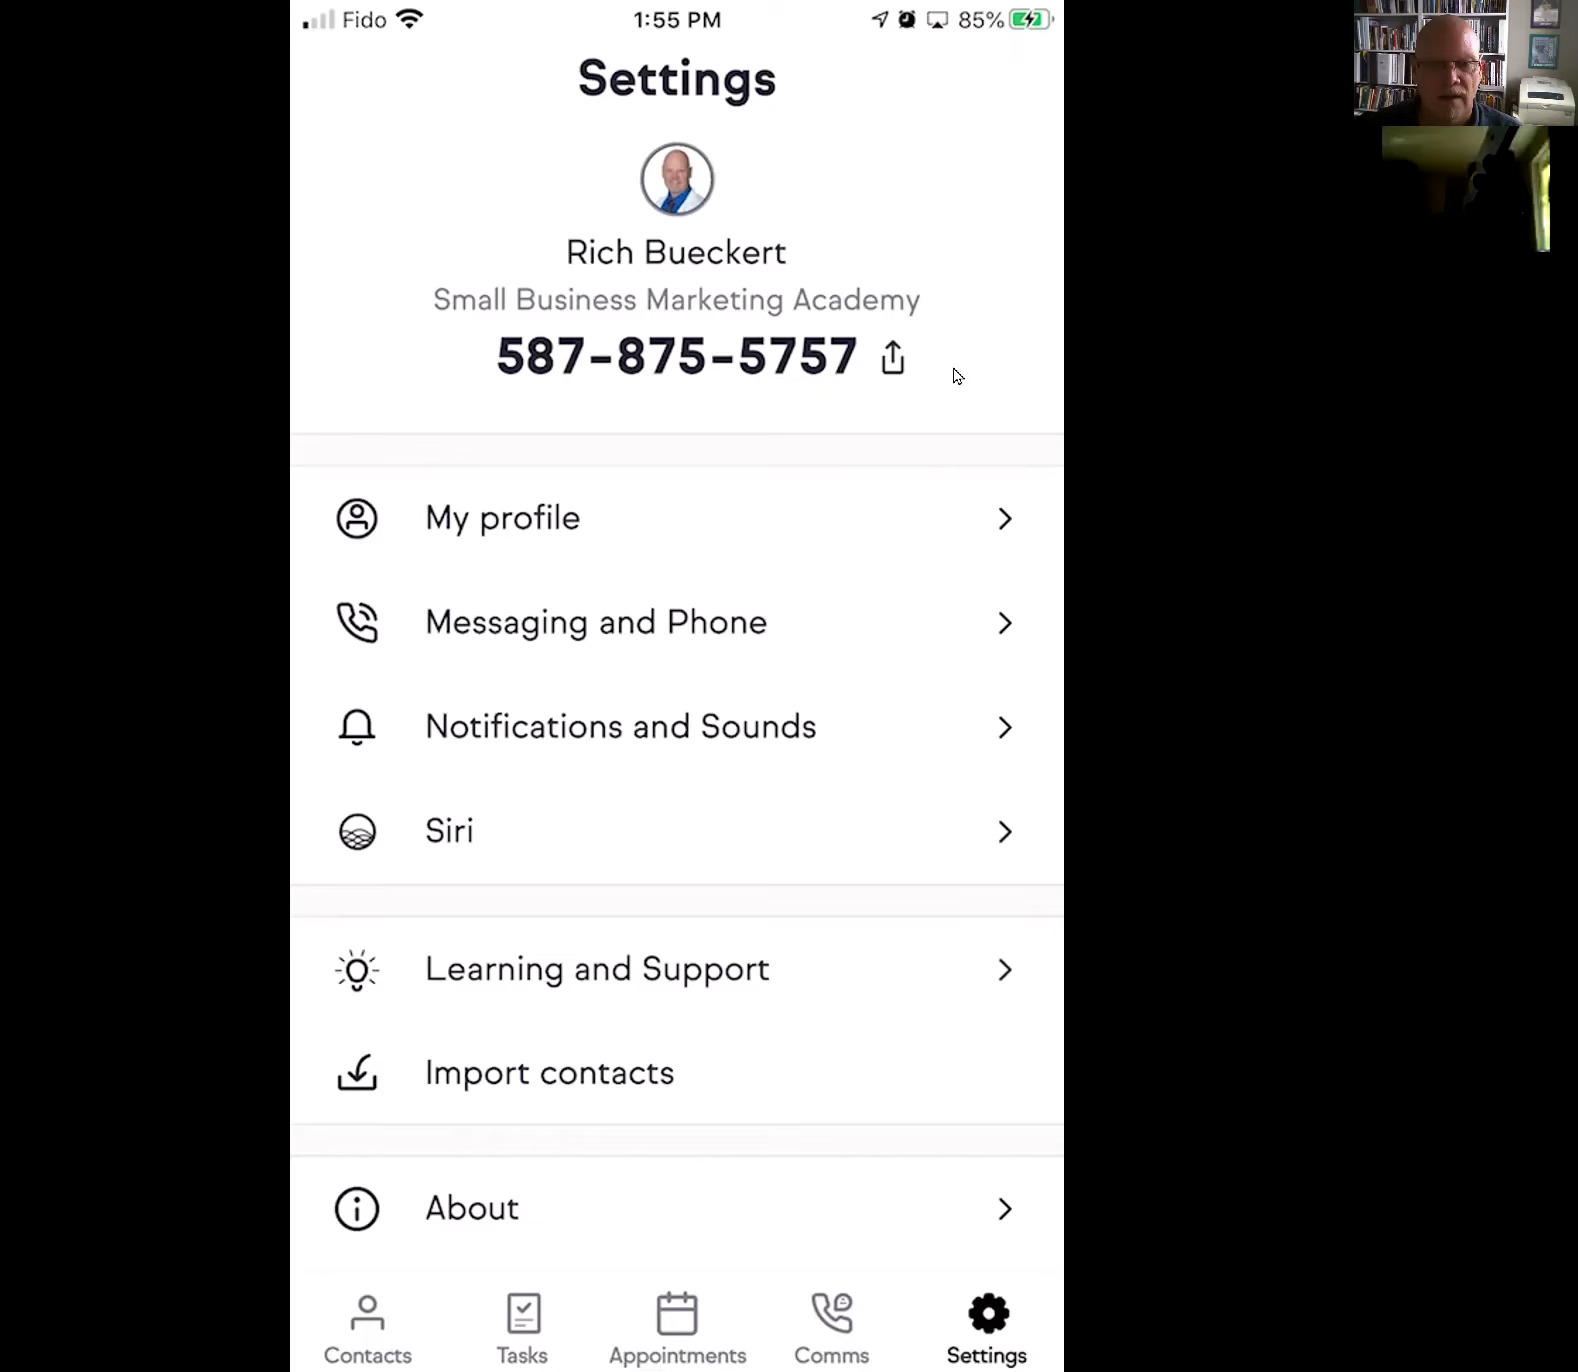 Fido 1:55 PM 85%
Settings
Rich Bueckert
Small Business Marketing Academy
587-875-5757
My profile
Messaging and Phone
Notifications and Sounds
Siri
Learning and Support
Import contacts
About
Contacts Tasks Appointments Comms Settings